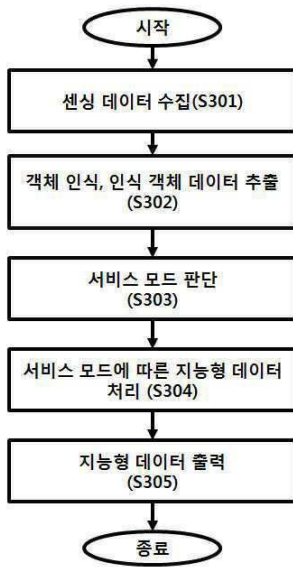 시작
센싱 데이터 수집(S301)
객체 인식, 인식 객체 데이터 추출
(S302)
서비스 모드 판단
(S303)
서비스 모드에 따른 지능형 데이터
처리 (S304)
지능형 데이터 출력
(S305)
종료